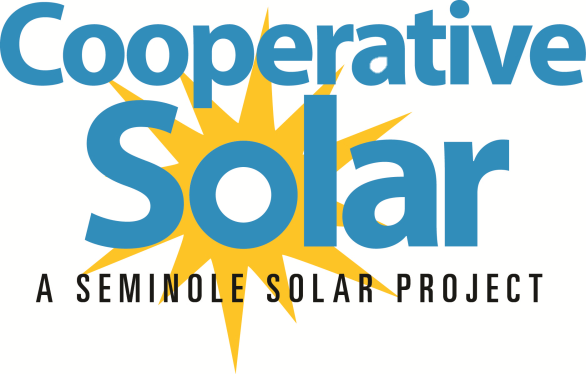 Cooperative
Solar
A SEMINOLE SOLAR PROJECT